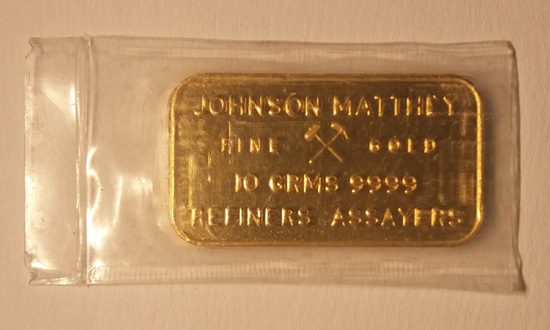 JOHNSON MATTHEY
FINE GOLD
10 GRMS 9999
REFINERS ASSAYERS